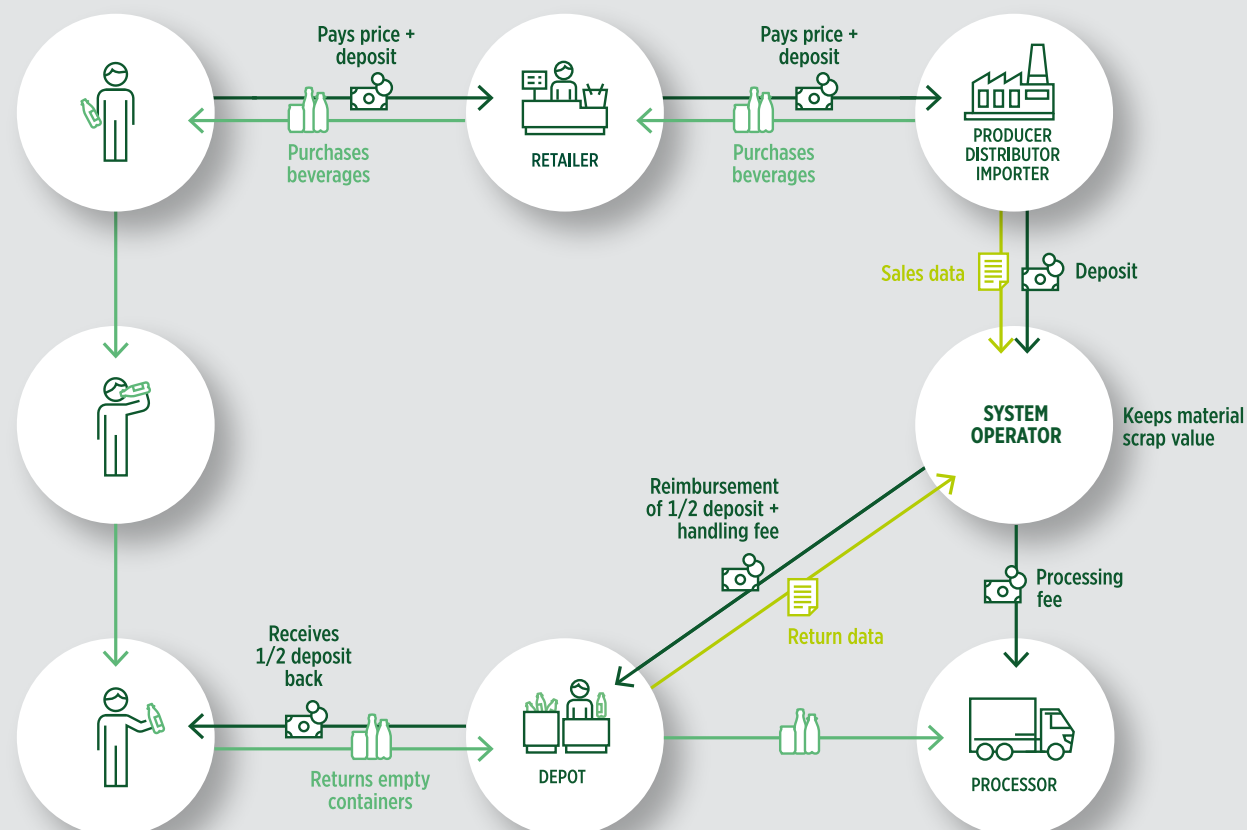 Pays price +
deposit
Pays price +
deposit
Purchases
beverages
RETAILER
Purchases
beverages
PRODUCER
DISTRIBUTOR
IMPORTER
Sales data
Deposit
SYSTEM
OPERATOR
Keeps material
scrap value
Reimbursement
of 1/2 deposit +
handling fee
Processing
fee
Return data
Receives
1/2 deposit
back
Returns empty
containers
DEPOT
PROCESSOR